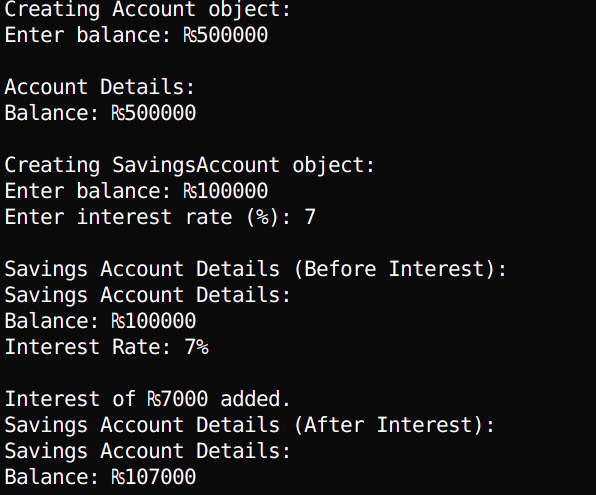 Creating Account object:
Enter balance: ₨500000
Account Details:
Balance: ₨500000
Creating SavingsAccount object:
Enter balance: ₨100000
Enter interest rate (%): 7
Savings Account Details (Before Interest):
Savings Account Details:
Balance: ₨100000
Interest Rate: 7%
Interest of ₨7000 added.
Savings Account Details (After Interest):
Savings Account Details:
Balance: ₨107000